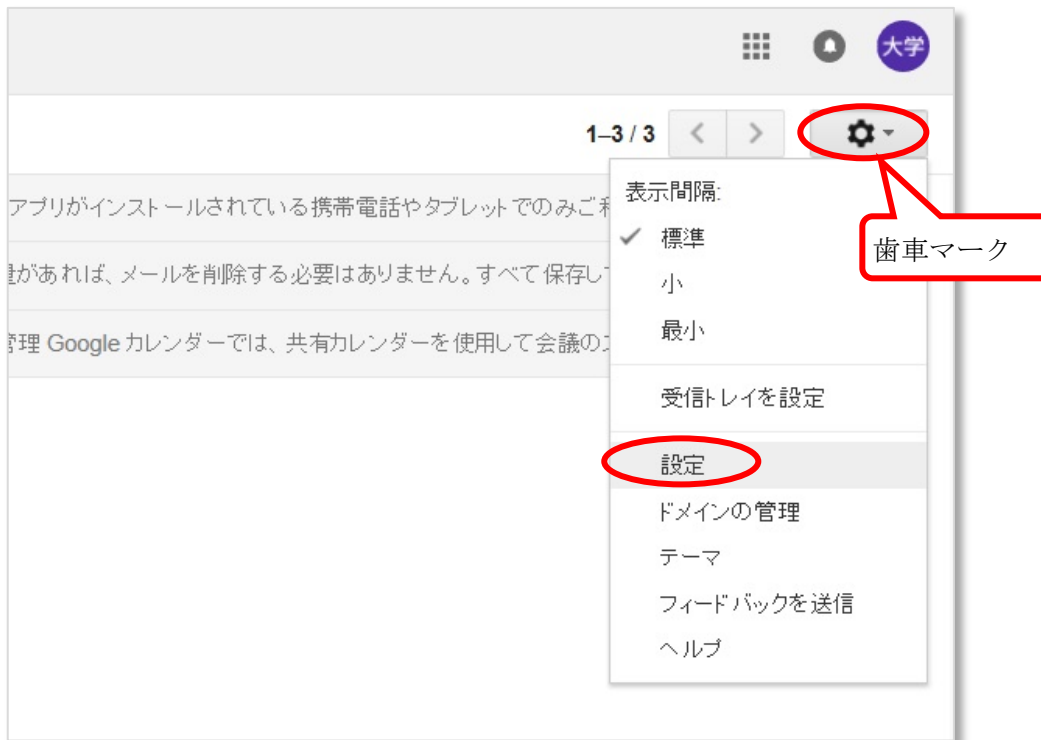 大学
1–3 / 3
アプリがインストールされている携帯電話やタブレットでのみご
があれば、メールを削除する必要はありません。すべて保存し
管理 Google カレンダーでは、共有カレンダーを使用して会議の
表示間隔:
✓ 標準
小
最小
受信トレイを設定
設定
ドメインの管理
テーマ
フィードバックを送信
ヘルプ
歯車マーク